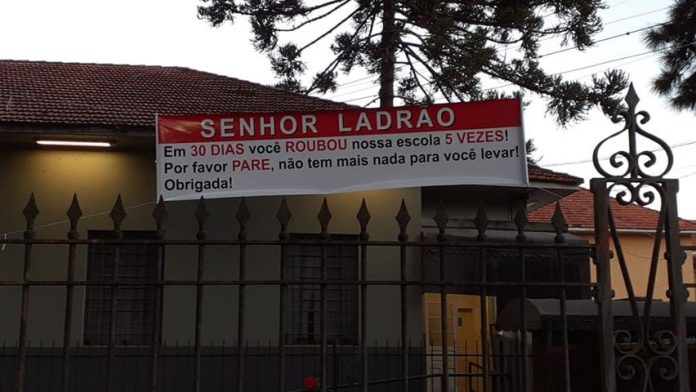 SENHOR LADRÃO
Em 30 DIAS você ROUBOU nossa escola 5 VEZES!
Por favor PARE, não tem mais nada para você levar!
Obrigada!